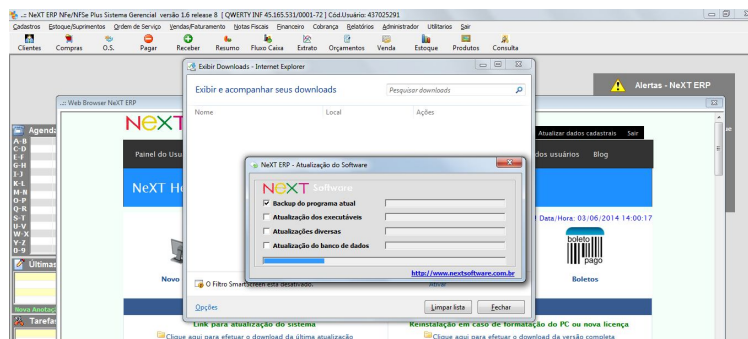 .:: NeXT ERP NFe/NFSe Plus Sistema Gerencial versão 1.6 release 8 [ QWERTY INF 45.165.531/0001-72 ] Cód.Usuário: 437025291
Cadastros Estoque/Suprimentos Ordem de Serviço Vendas/Faturamento Notas Fiscais Financeiro Cobrança Relatórios Administrador Utilitarios Sair
Clientes Compras O.S. Pagar Receber Resumo Fluxo Caixa Extrato Orçamentos Venda Estoque Produtos Consulta
Exibir Downloads - Internet Explorer
Exibir e acompanhar seus downloads
Pesquisar downloads
Nome Local Ações
Alertas - NeXT ERP
.:: Web Browser NeXT ERP
NeXT
Agenda
A-B
C-D
E-F
G-H
I-J
K-L
M-N
O-P
Q-R
S-T
U-V
W-X
Y-Z
0-9
Atualizar dados cadastrais Sair
Painel do Usu
dos usuários Blog
NeXT He
Data/Hora: 03/06/2014 14:00:17
NeXT ERP - Atualização do Software
NeXT Software
Backup do programa atual
Atualização dos executáveis
Atualizações diversas
Atualização do banco de dados
http://www.nextsoftware.com.br
boleto
pago
Novo
Boletos
Últimas
O Filtro SmartScreen está desativado.
Ativar
Opções
Limpar lista
Fechar
Nova Anotaç
Tarefas
Link para atualização do sistema
Reinstalação em caso de formatação do PC ou nova licença
Clique aqui para efetuar o download da última atualização
Clique aqui para efetuar o download da versão completa